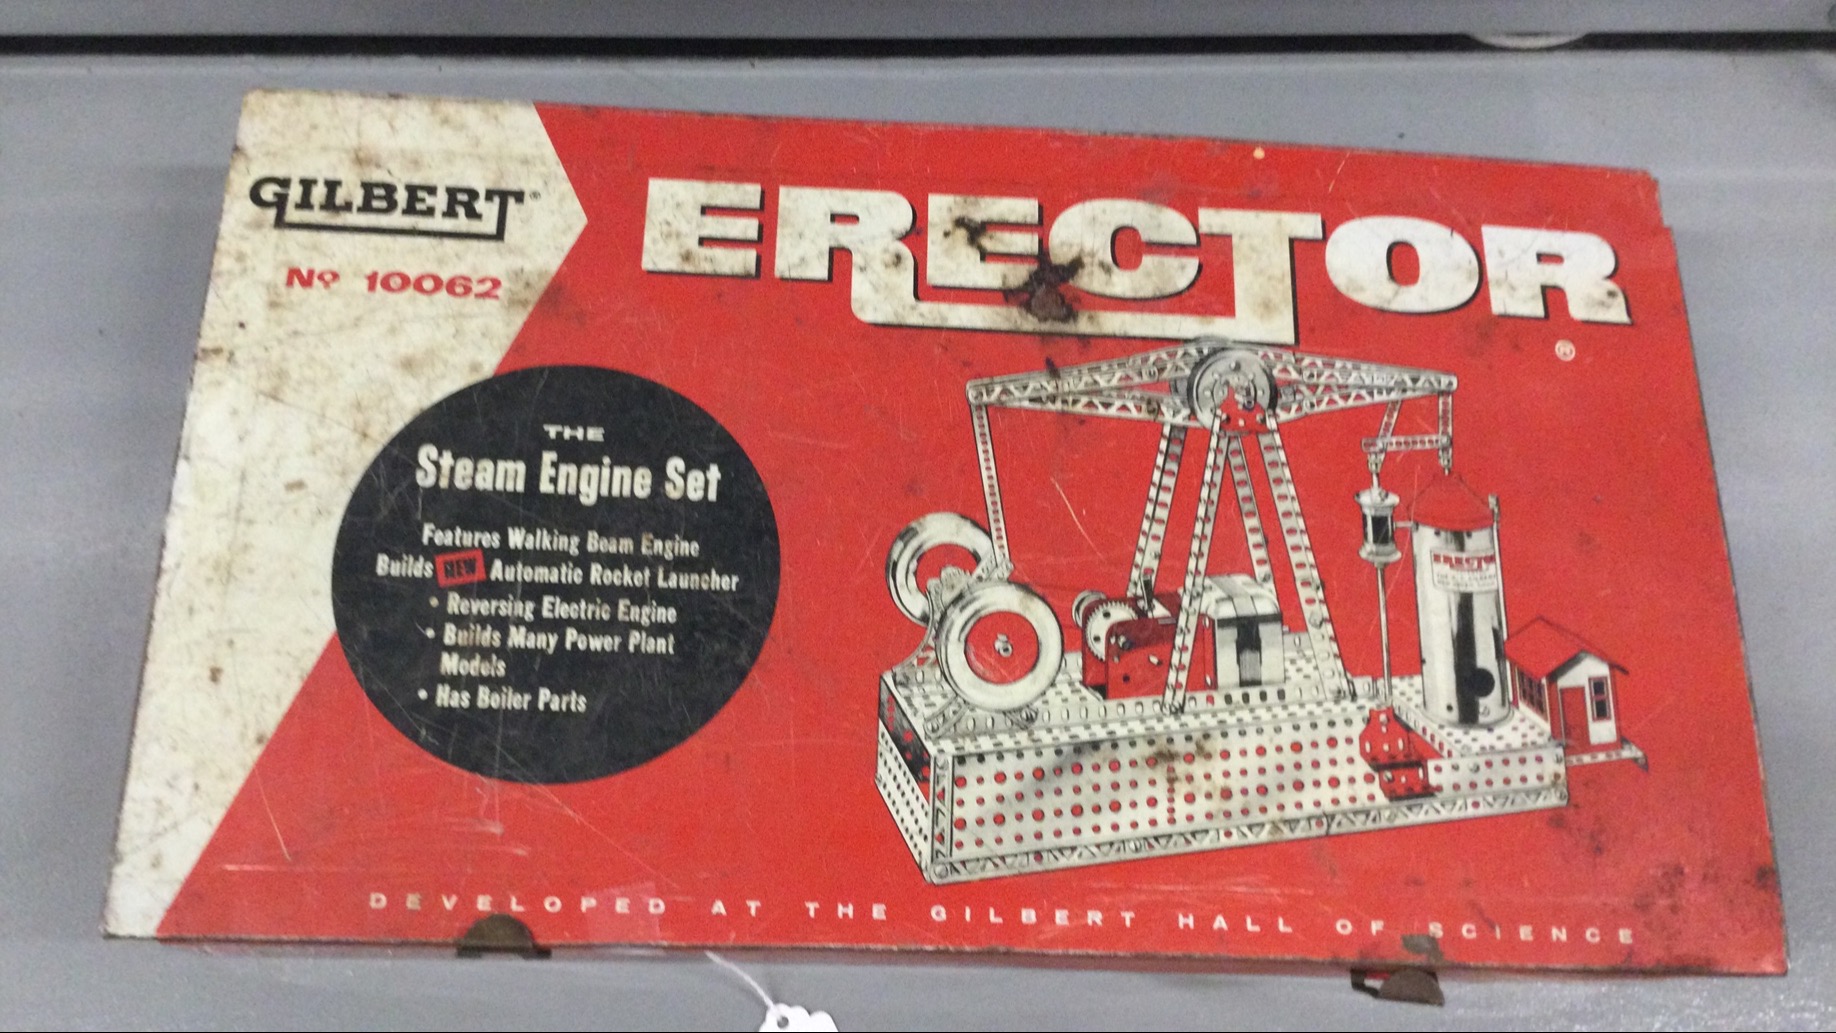 GILBERT®
Nº 10062
ERECTOR
®
THE
Steam Engine Set
Features Walking Beam Engine
Builds NEW Automatic Rocket Launcher
• Reversing Electric Engine
• Builds Many Power Plant
Models
• Has Boiler Parts
ERECTOR
DEVELOPED AT THE GILBERT HALL OF SCIENCE